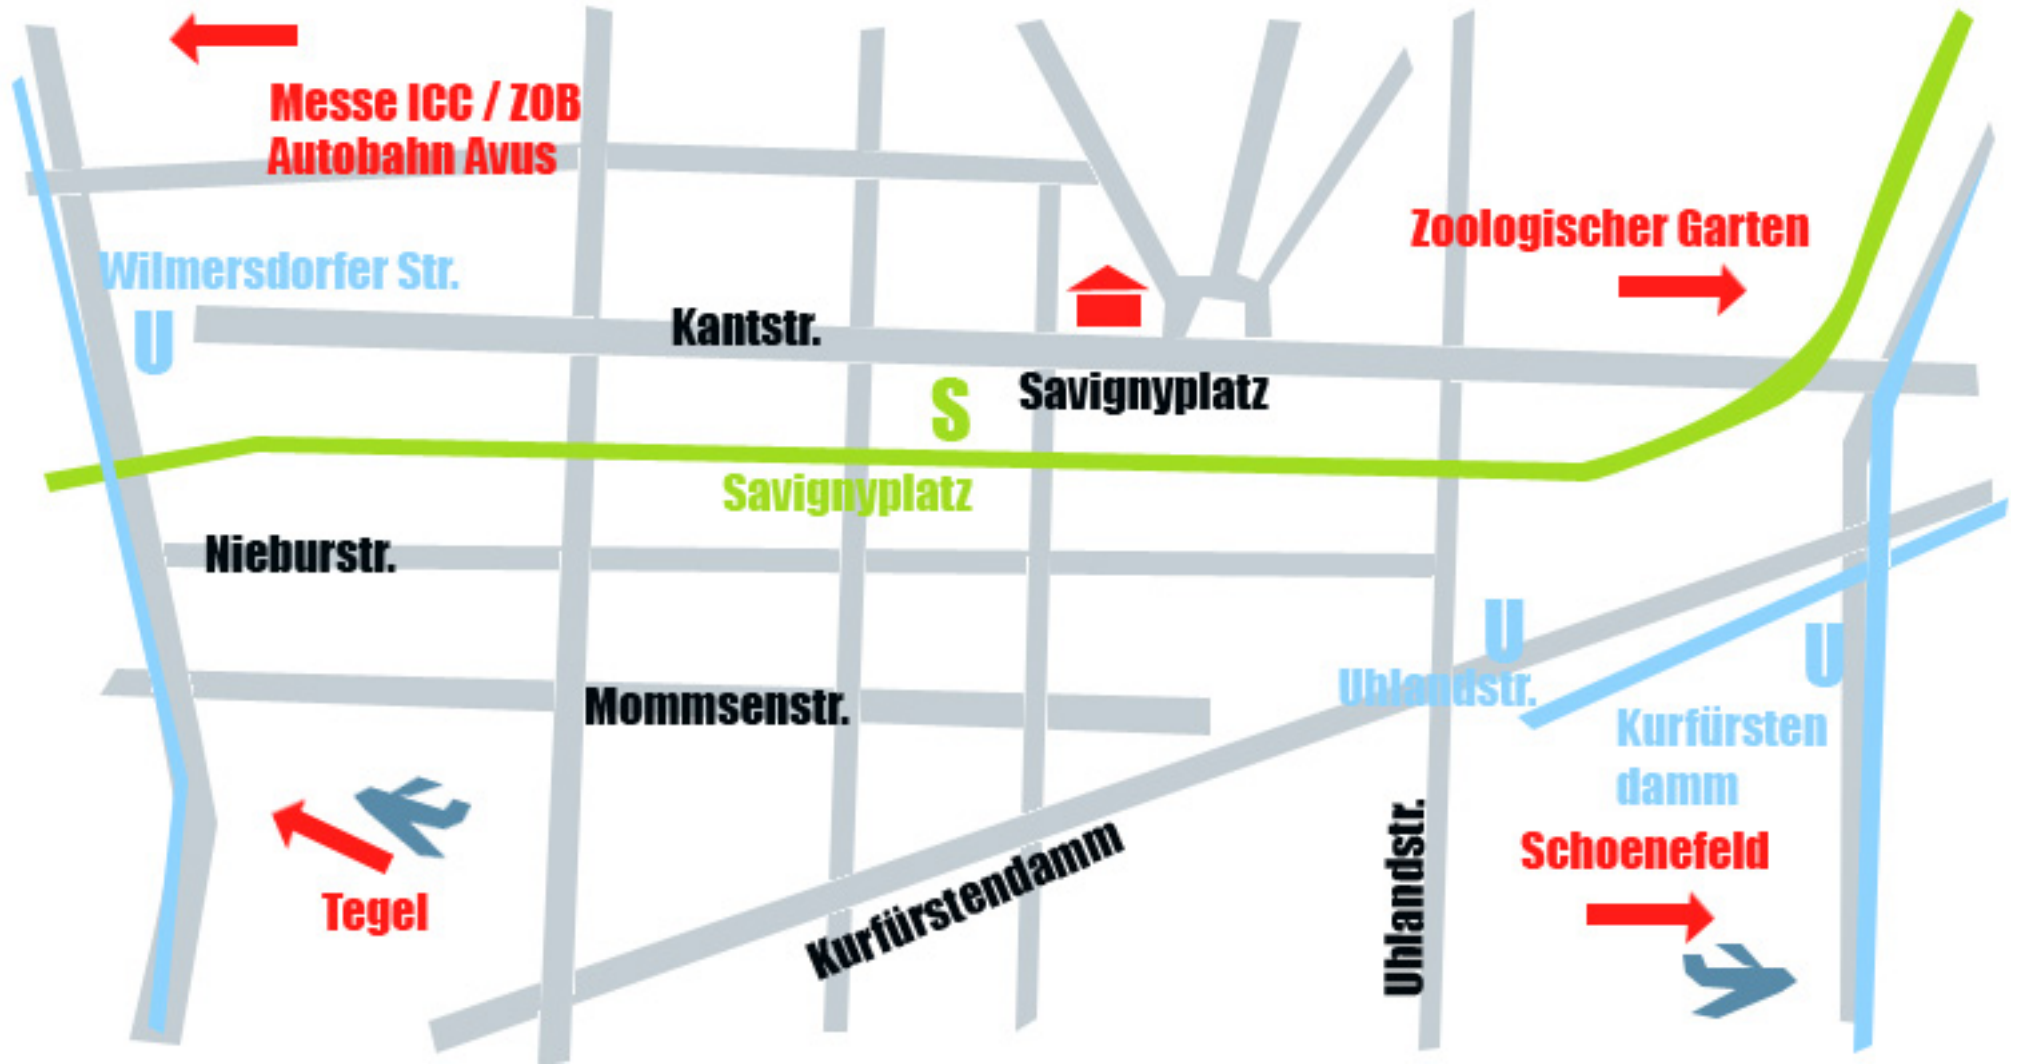 Messe ICC / ZOB
Autobahn Avus
Zoologischer Garten
Wilmersdorfer Str.
U
Kantstr.
S
Savignyplatz
Savignyplatz
Nieburstr.
U
Uhlandstr.
U
Kurfürsten
damm
Mommsenstr.
Tegel
Kurfürstendamm
Uhlandstr.
Schoenefeld